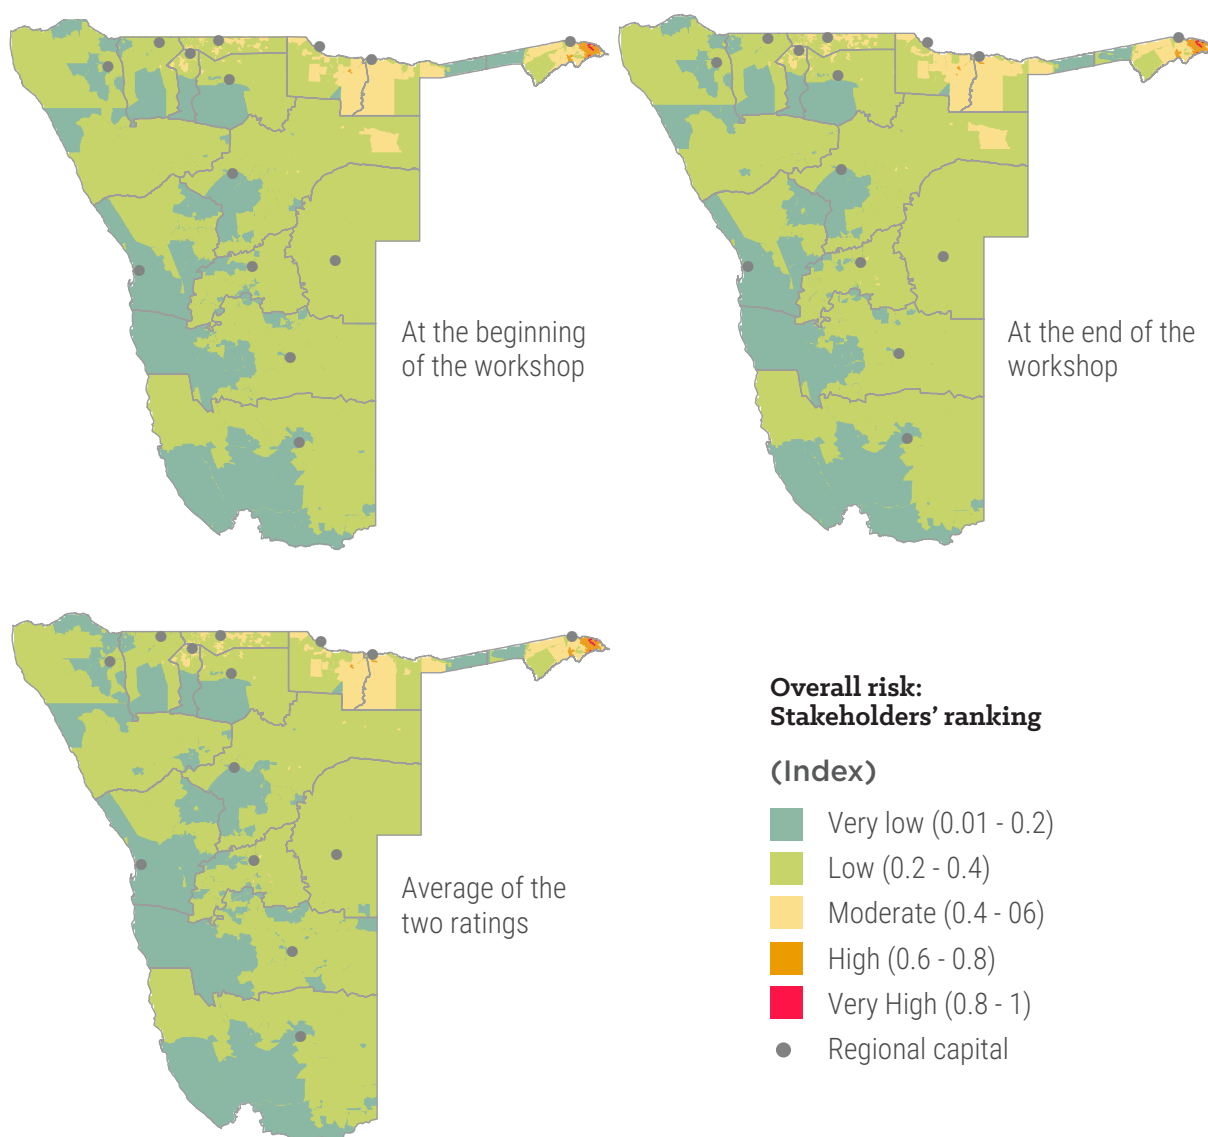 At the beginning
of the workshop
At the end of the
workshop
Average of the
two ratings
Overall risk:
Stakeholders’ ranking
(Index)
Very low (0.01 - 0.2)
Low (0.2 - 0.4)
Moderate (0.4 - 06)
High (0.6 - 0.8)
Very High (0.8 - 1)
Regional capital